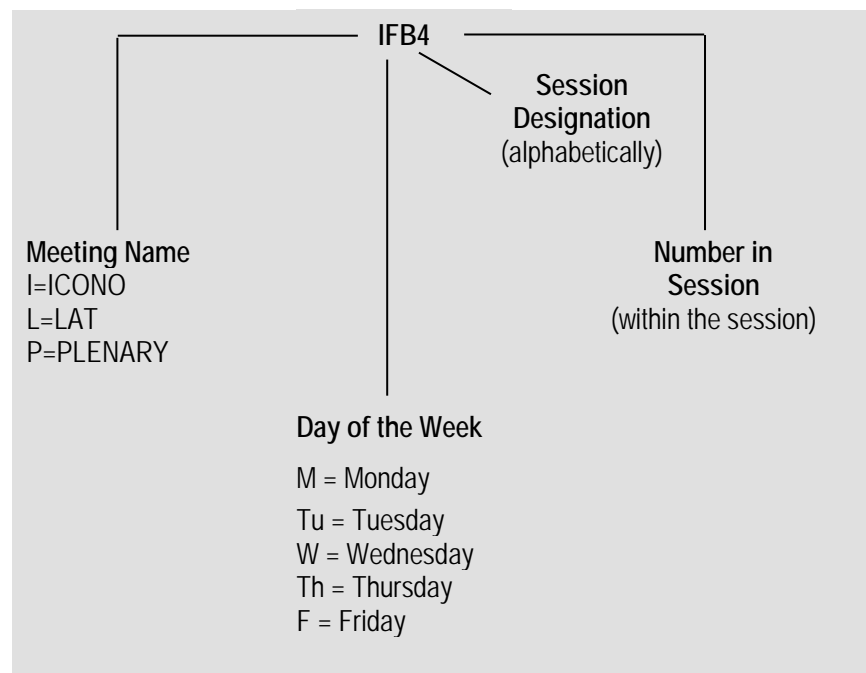 IFB4
Session
Designation
(alphabetically)
Meeting Name
I=ICONO
L=LAT
P=PLENARY
Number in
Session
(within the session)
Day of the Week
M = Monday
Tu = Tuesday
W = Wednesday
Th = Thursday
F = Friday